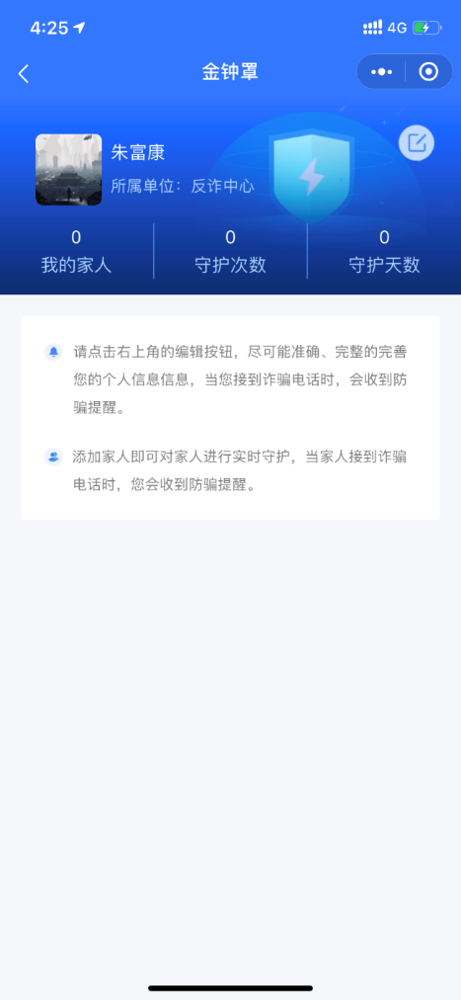 4:25
4G
金钟罩
朱富康
所属单位：反诈中心
0
0
0
我的家人
守护次数
守护天数
请点击右上角的编辑按钮，尽可能准确、完整的完善
您的个人信息信息，当您接到诈骗电话时，会收到防
骗提醒。
添加家人即可对家人进行实时守护，当家人接到诈骗
电话时，您会收到防骗提醒。